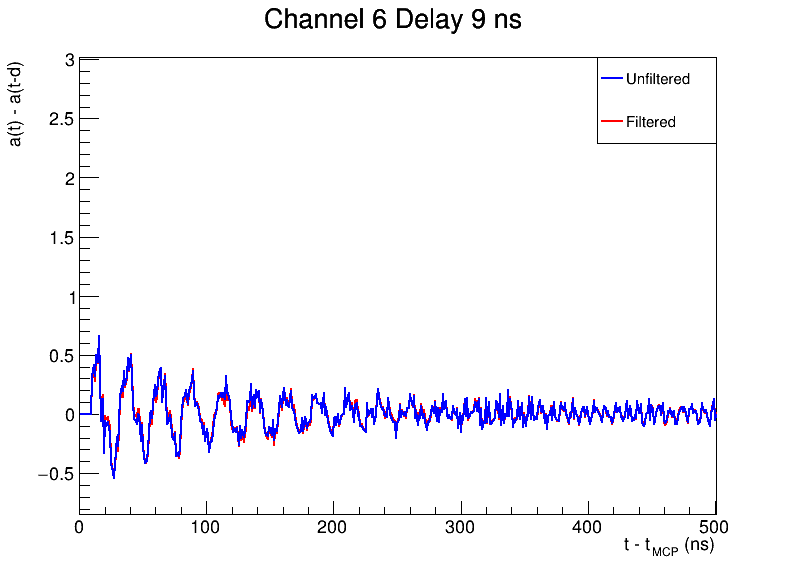 Channel 6 Delay 9 ns
a(t) - a(t-d)
3
2.5
2
1.5
1
0.5
0
−0.5
Unfiltered
Filtered
0 100 200 300 400 500
t - t_MCP (ns)